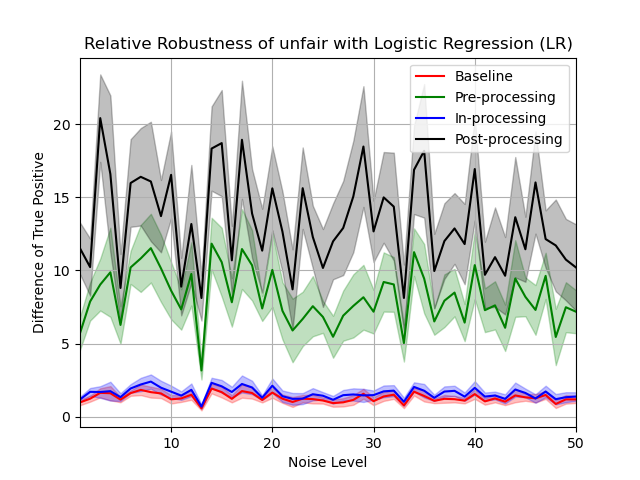 Relative Robustness of unfair with Logistic Regression (LR)
Baseline
Pre-processing
In-processing
Post-processing
Difference of True Positive
20
15
10
5
0
10
20
30
40
50
Noise Level